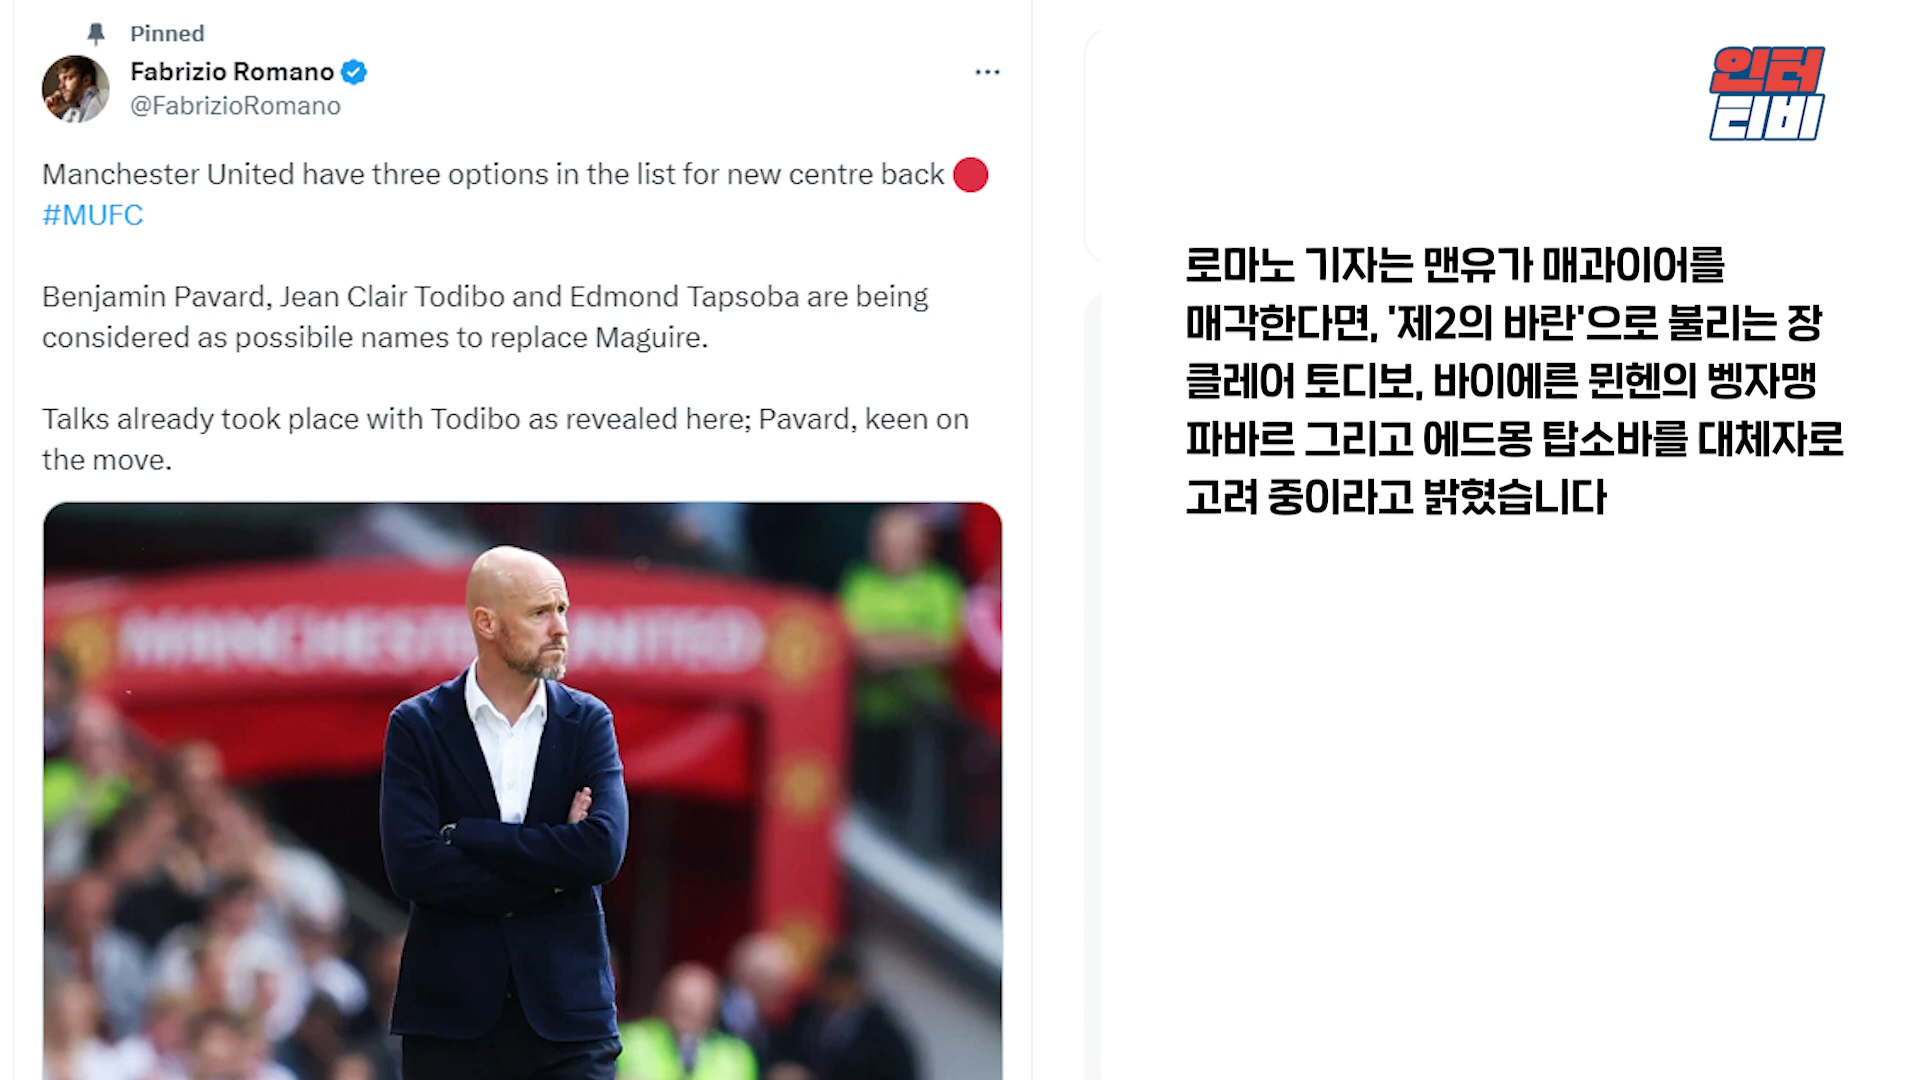 Pinned
Fabrizio Romano
@FabrizioRomano
Manchester United have three options in the list for new centre back
#MUFC
Benjamin Pavard, Jean Clair Todibo and Edmond Tapsoba are being
considered as possibile names to replace Maguire.
Talks already took place with Todibo as revealed here; Pavard, keen on
the move.
MANCHESTER UNITED
인터
티비
로마노 기자는 맨유가 매과이어를
매각한다면, '제2의 바란'으로 불리는 장
클레어 토디보, 바이에른 뮌헨의 벵자맹
파바르 그리고 에드몽 탑소바를 대체자로
고려 중이라고 밝혔습니다